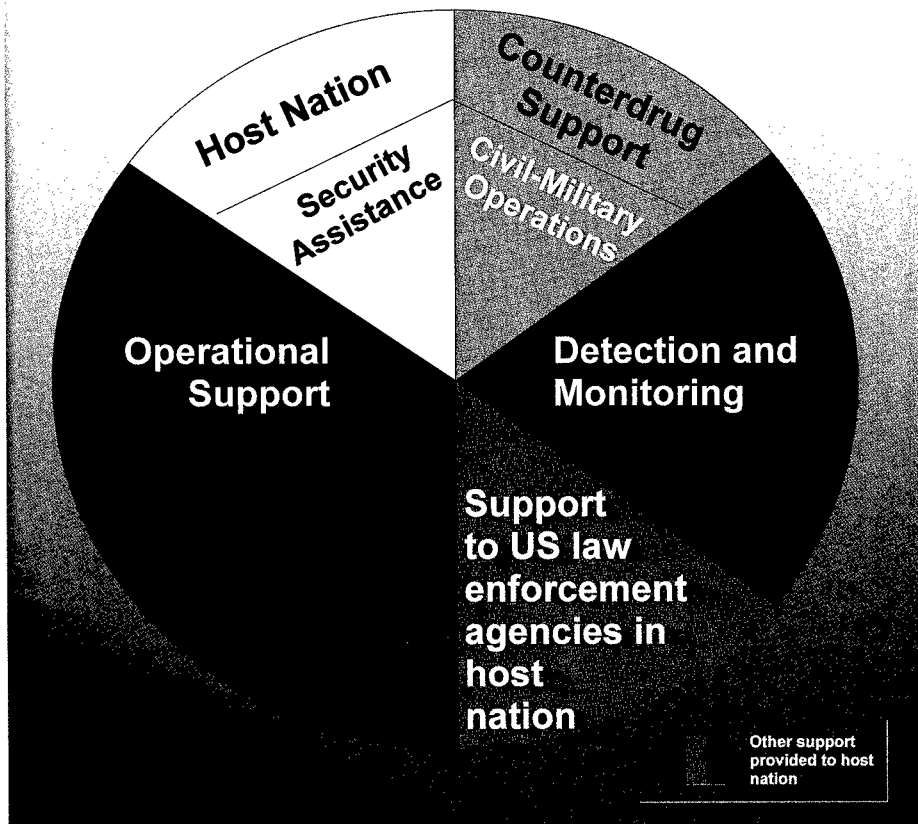 Host Nation
Security
Assistance
Counterdrug
Support
Civil-Military
Operations
Operational
Support
Detection and
Monitoring
Support
to US law
enforcement
agencies in
host
nation
Other support
provided to host
nation